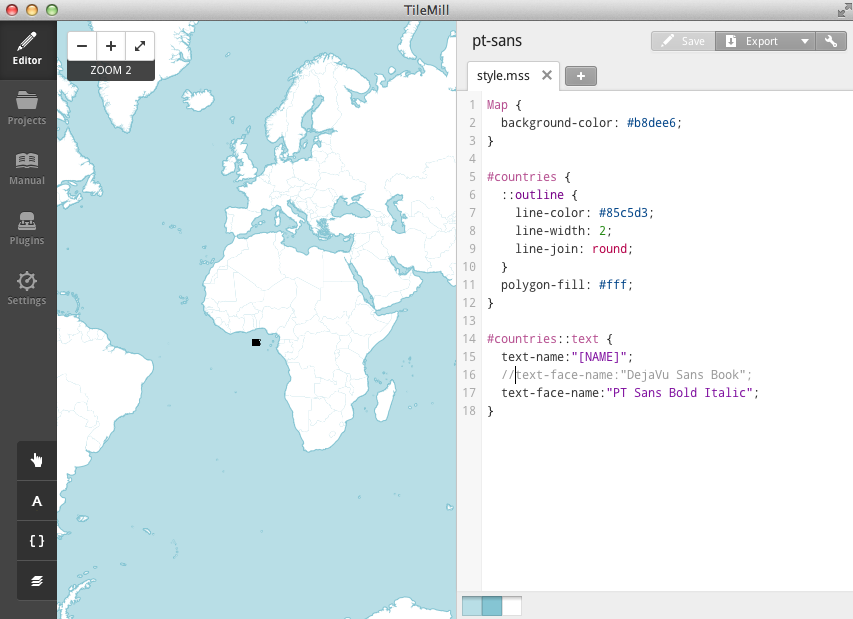 TileMill
Editor
Projects
Manual
Plugins
Settings
ZOOM 2
A
{ }
pt-sans
Save
Export
style.mss
1 Map {
2   background-color: #b8dee6;
3 }
4
5 #countries {
6   ::outline {
7     line-color: #85c5d3;
8     line-width: 2;
9     line-join: round;
10   }
11   polygon-fill: #fff;
12 }
13
14 #countries::text {
15   text-name:"[NAME]";
16   //text-face-name:"DejaVu Sans Book";
17   text-face-name:"PT Sans Bold Italic";
18 }